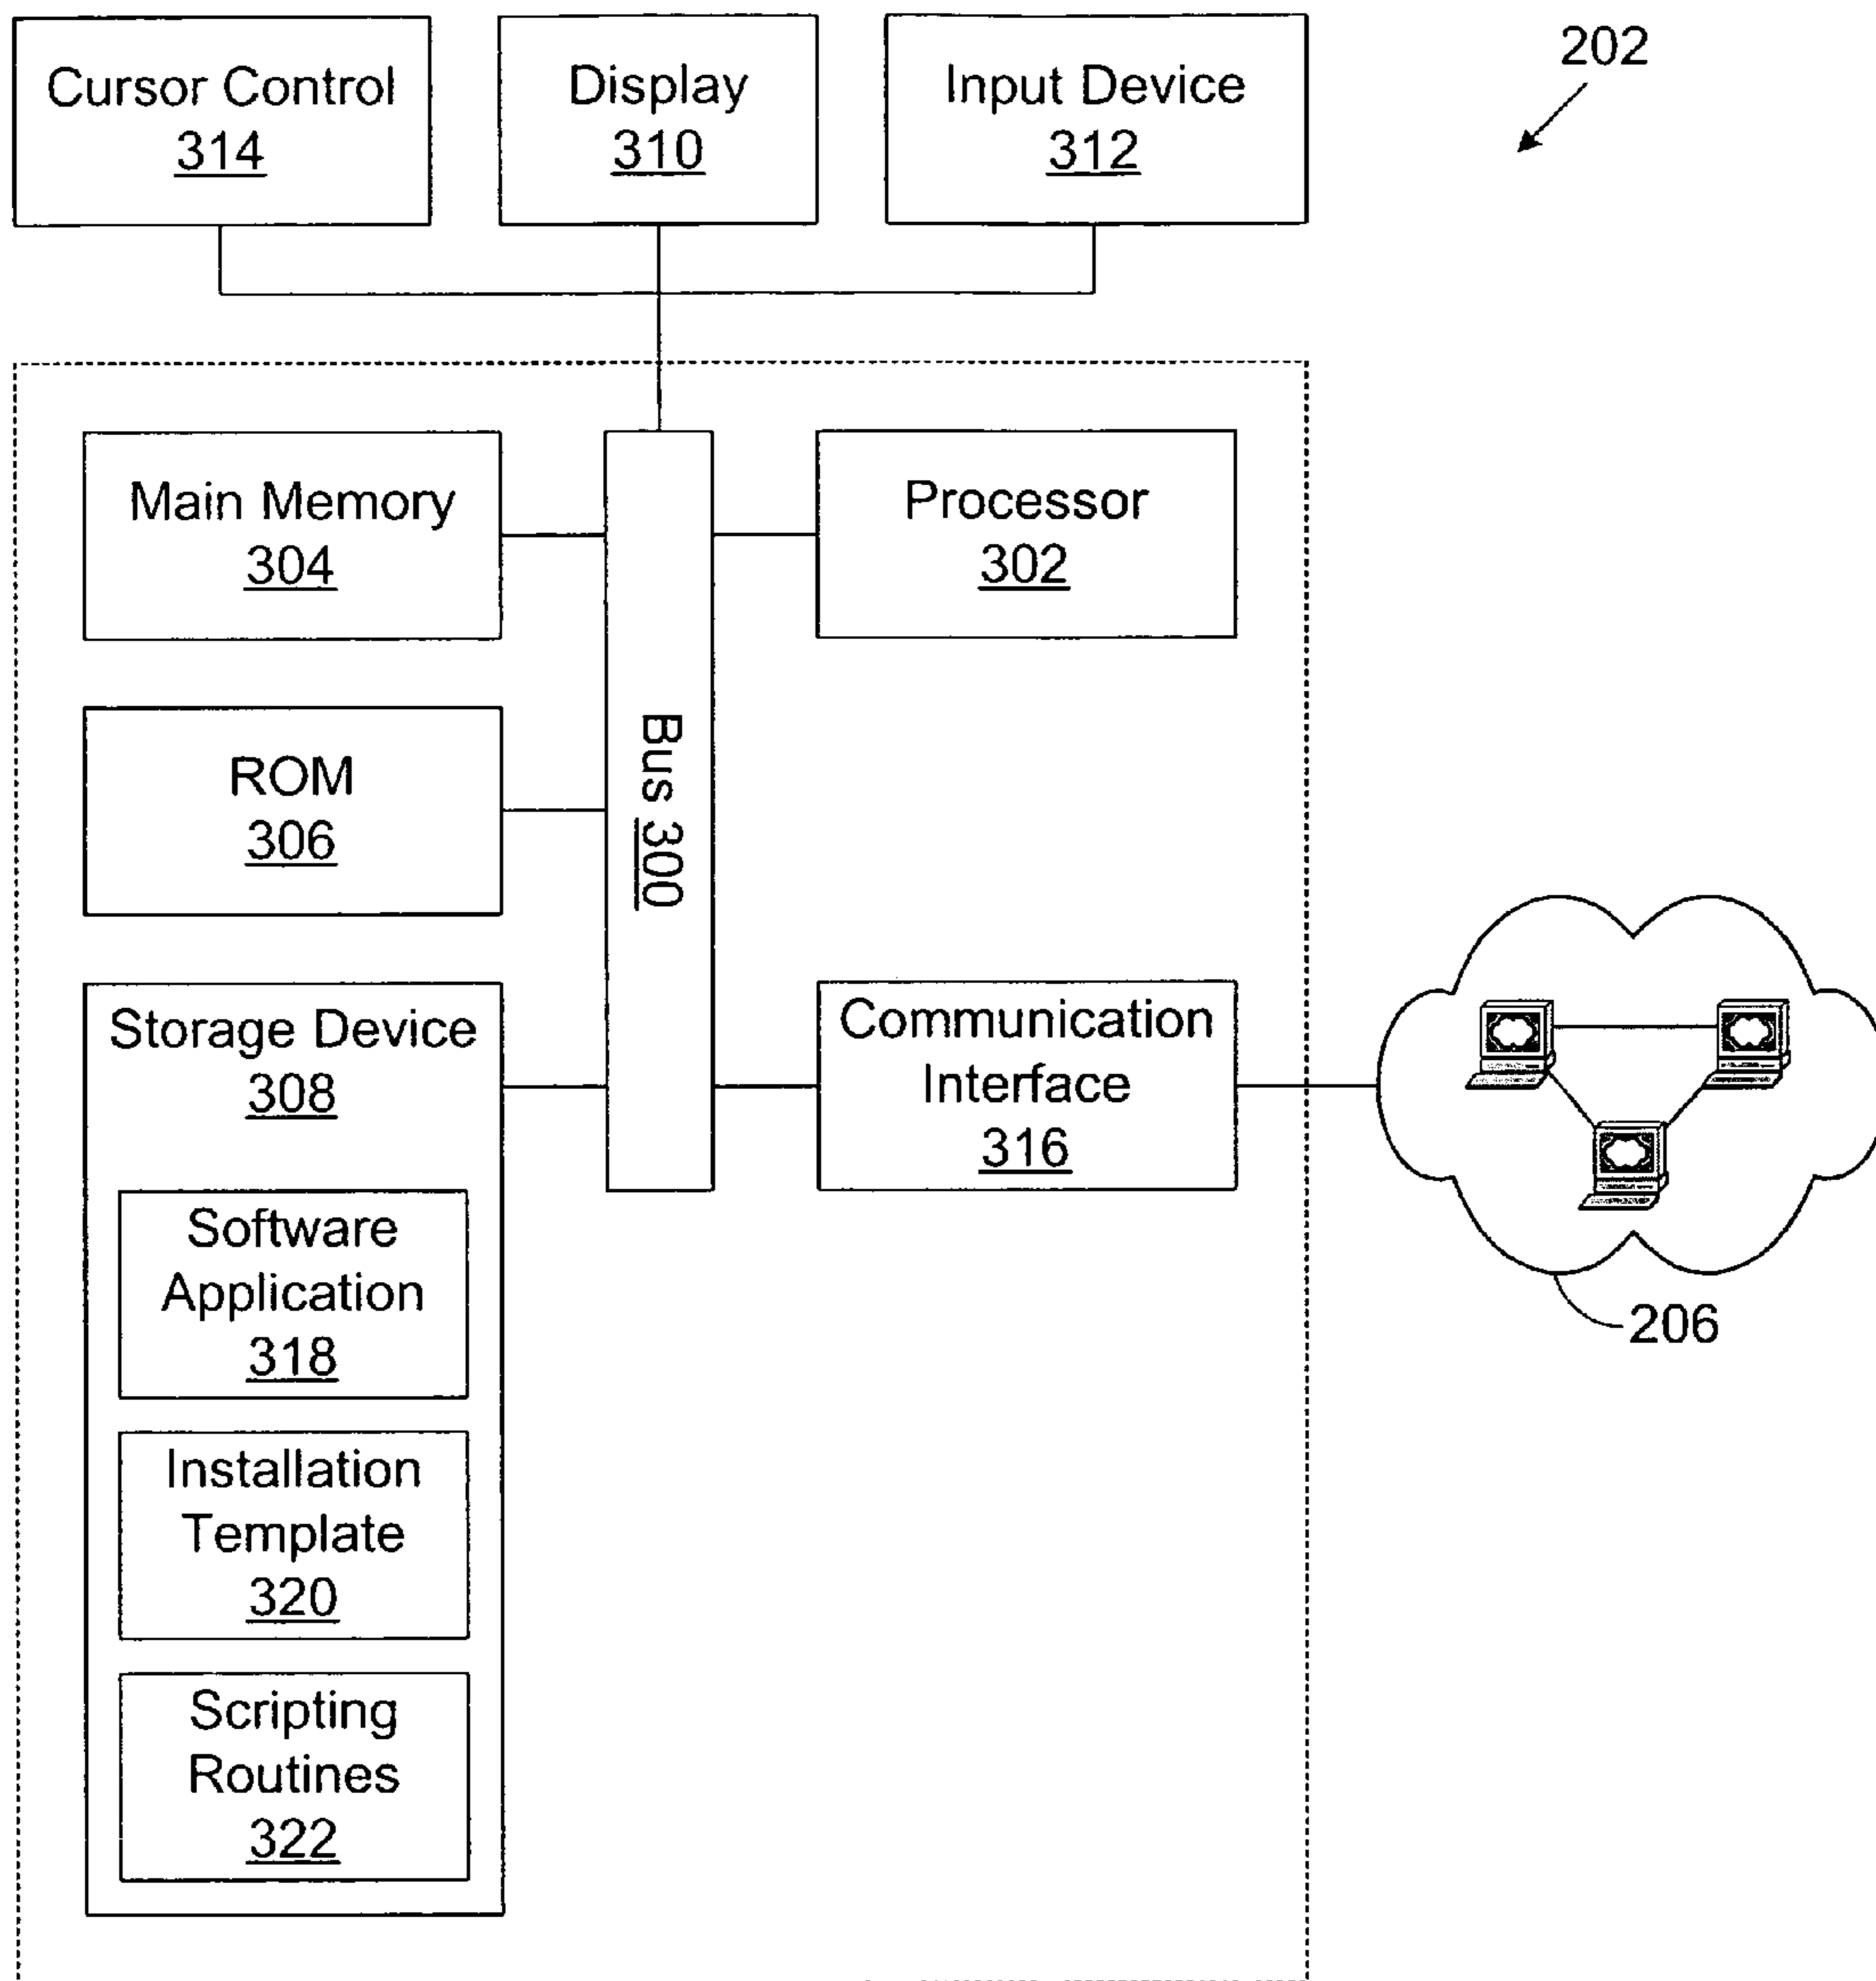 Cursor Control
314
Display
310
Input Device
312
202
Main Memory
304
Processor
302
ROM
306
Bus 300
Storage Device
308
Communication
Interface
316
Software
Application
318
206
Installation
Template
320
Scripting
Routines
322